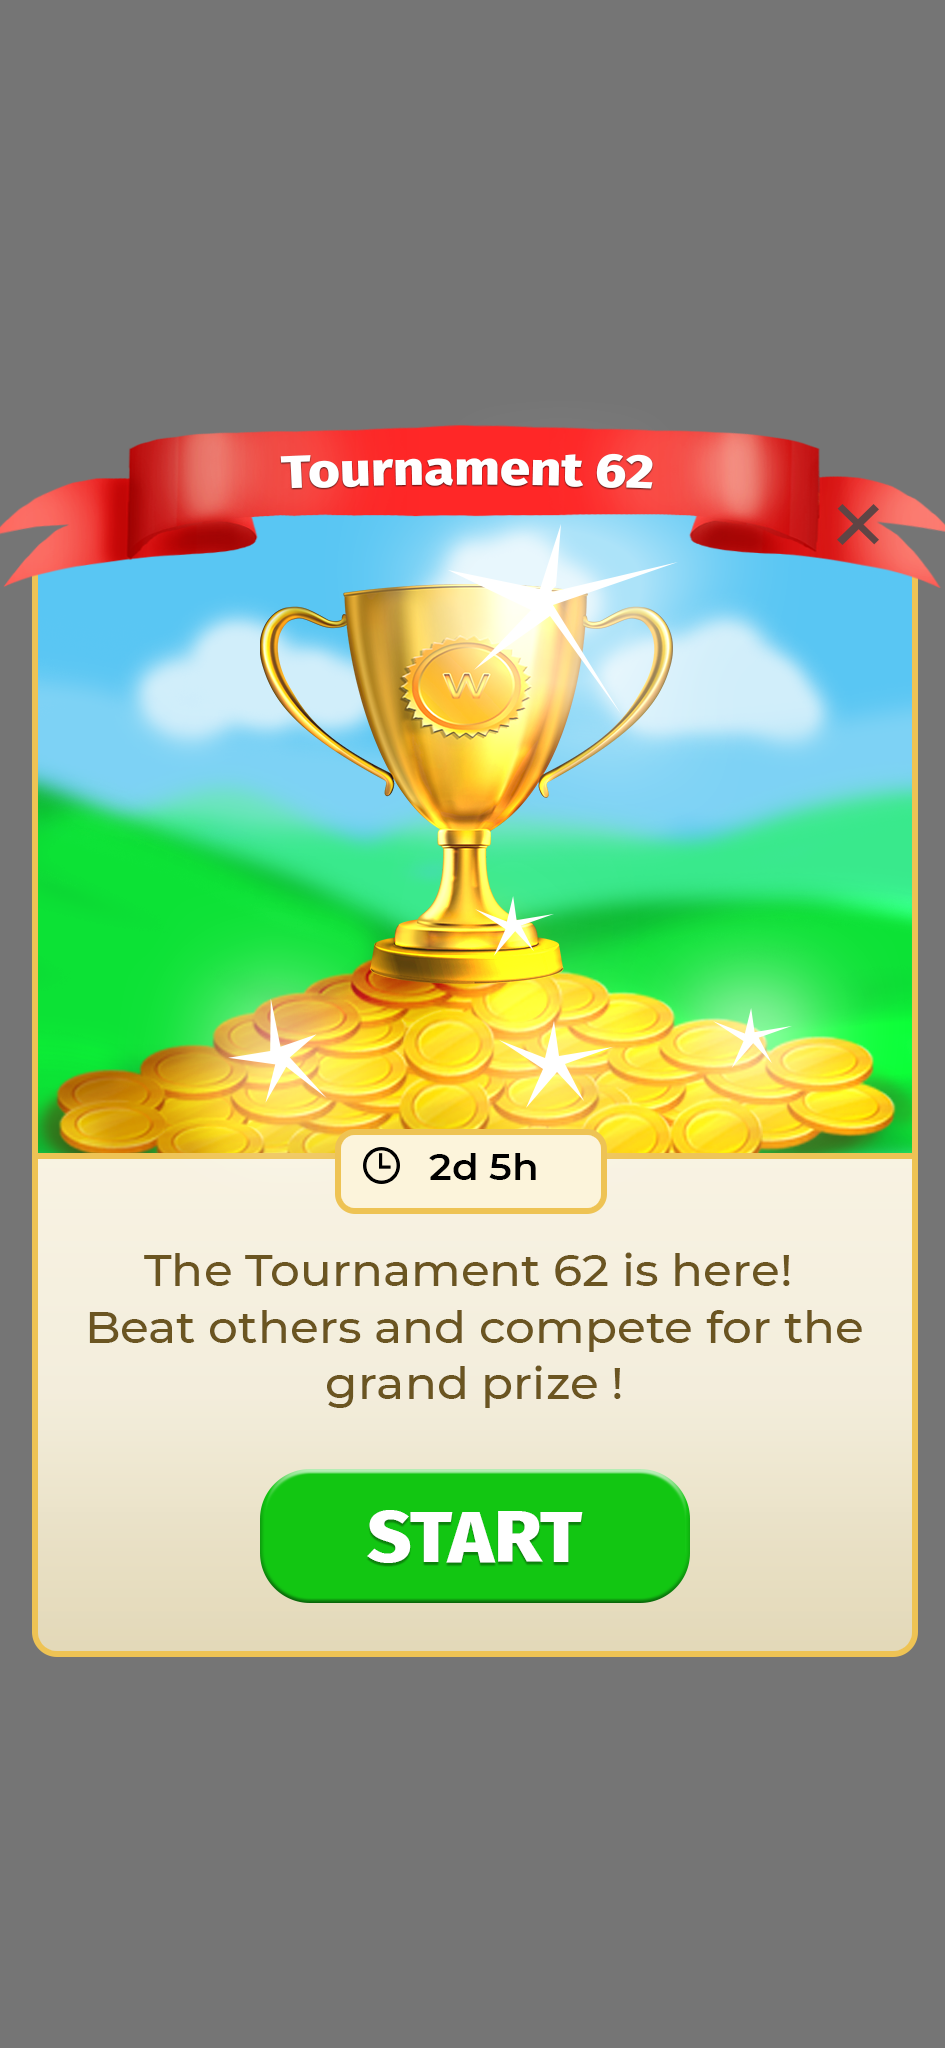 Tournament 62
W
2d 5h
The Tournament 62 is here!
Beat others and compete for the
grand prize !
START